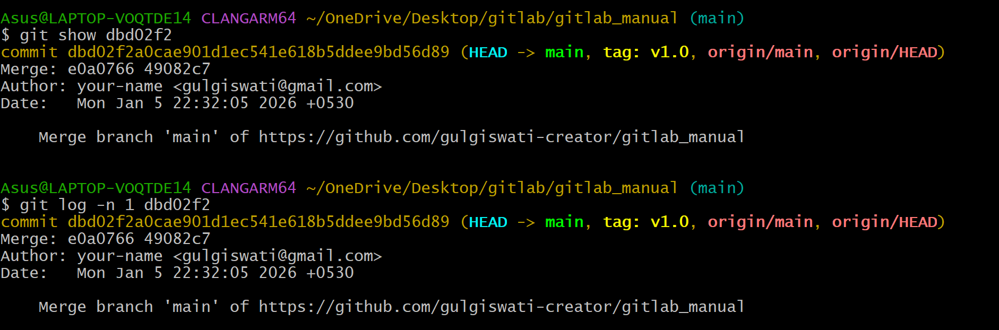 Asus@LAPTOP-VOQTDE14 CLANGARM64 ~/OneDrive/Desktop/gitlab/gitlab_manual (main)
$ git show dbd02f2
commit dbd02f2a0cae901d1ec541e618b5ddee9bd56d89 (HEAD -> main, tag: v1.0, origin/main, origin/HEAD)
Merge: e0a0766 49082c7
Author: your-name <gulgiswati@gmail.com>
Date:   Mon Jan 5 22:32:05 2026 +0530
    Merge branch 'main' of https://github.com/gulgiswati-creator/gitlab_manual
Asus@LAPTOP-VOQTDE14 CLANGARM64 ~/OneDrive/Desktop/gitlab/gitlab_manual (main)
$ git log -n 1 dbd02f2
commit dbd02f2a0cae901d1ec541e618b5ddee9bd56d89 (HEAD -> main, tag: v1.0, origin/main, origin/HEAD)
Merge: e0a0766 49082c7
Author: your-name <gulgiswati@gmail.com>
Date:   Mon Jan 5 22:32:05 2026 +0530
    Merge branch 'main' of https://github.com/gulgiswati-creator/gitlab_manual